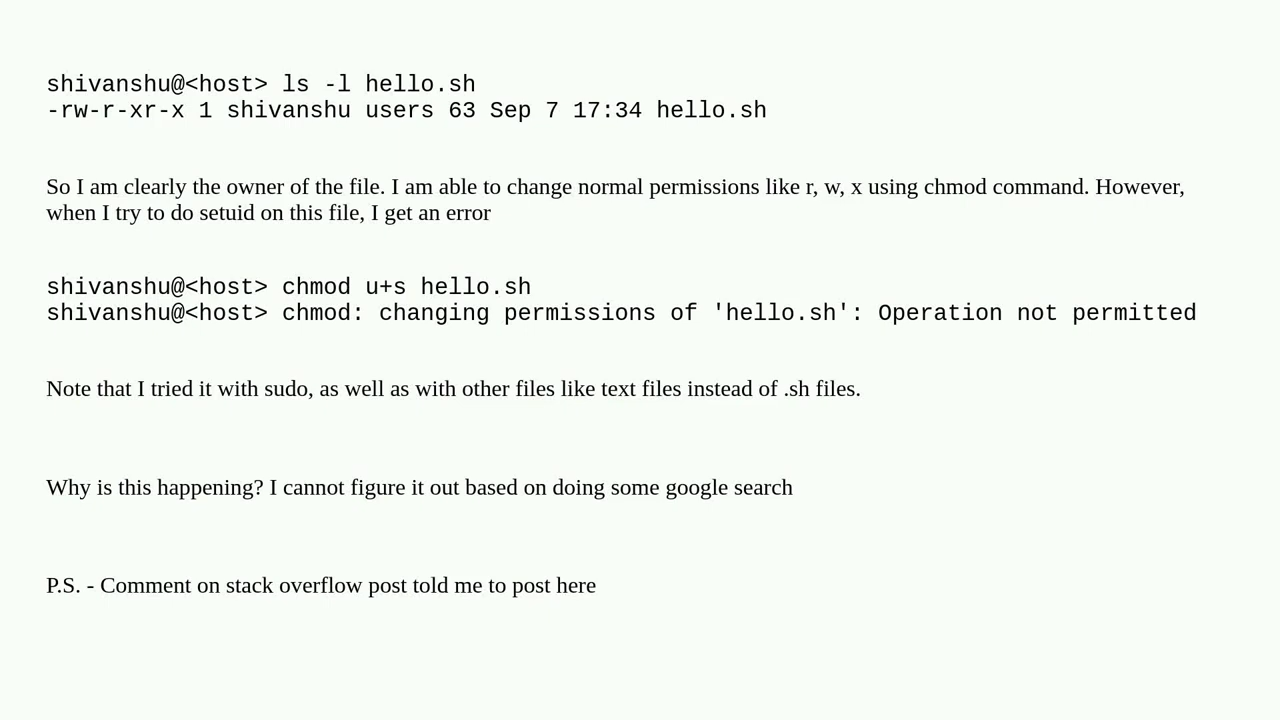 shivanshu@<host> ls -l hello.sh
-rw-r-xr-x 1 shivanshu users 63 Sep 7 17:34 hello.sh
So I am clearly the owner of the file. I am able to change normal permissions like r, w, x using chmod command. However,
when I try to do setuid on this file, I get an error
shivanshu@<host> chmod u+s hello.sh
shivanshu@<host> chmod: changing permissions of 'hello.sh': Operation not permitted
Note that I tried it with sudo, as well as with other files like text files instead of .sh files.
Why is this happening? I cannot figure it out based on doing some google search
P.S. - Comment on stack overflow post told me to post here